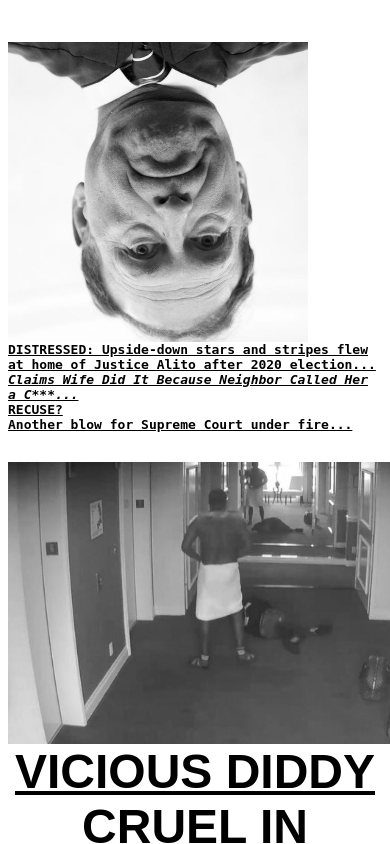 DISTRESSED: Upside-down stars and stripes flew
at home of Justice Alito after 2020 election...
Claims Wife Did It Because Neighbor Called Her
a C***...
RECUSE?
Another blow for Supreme Court under fire...
VICIOUS DIDDY
CRUEL IN